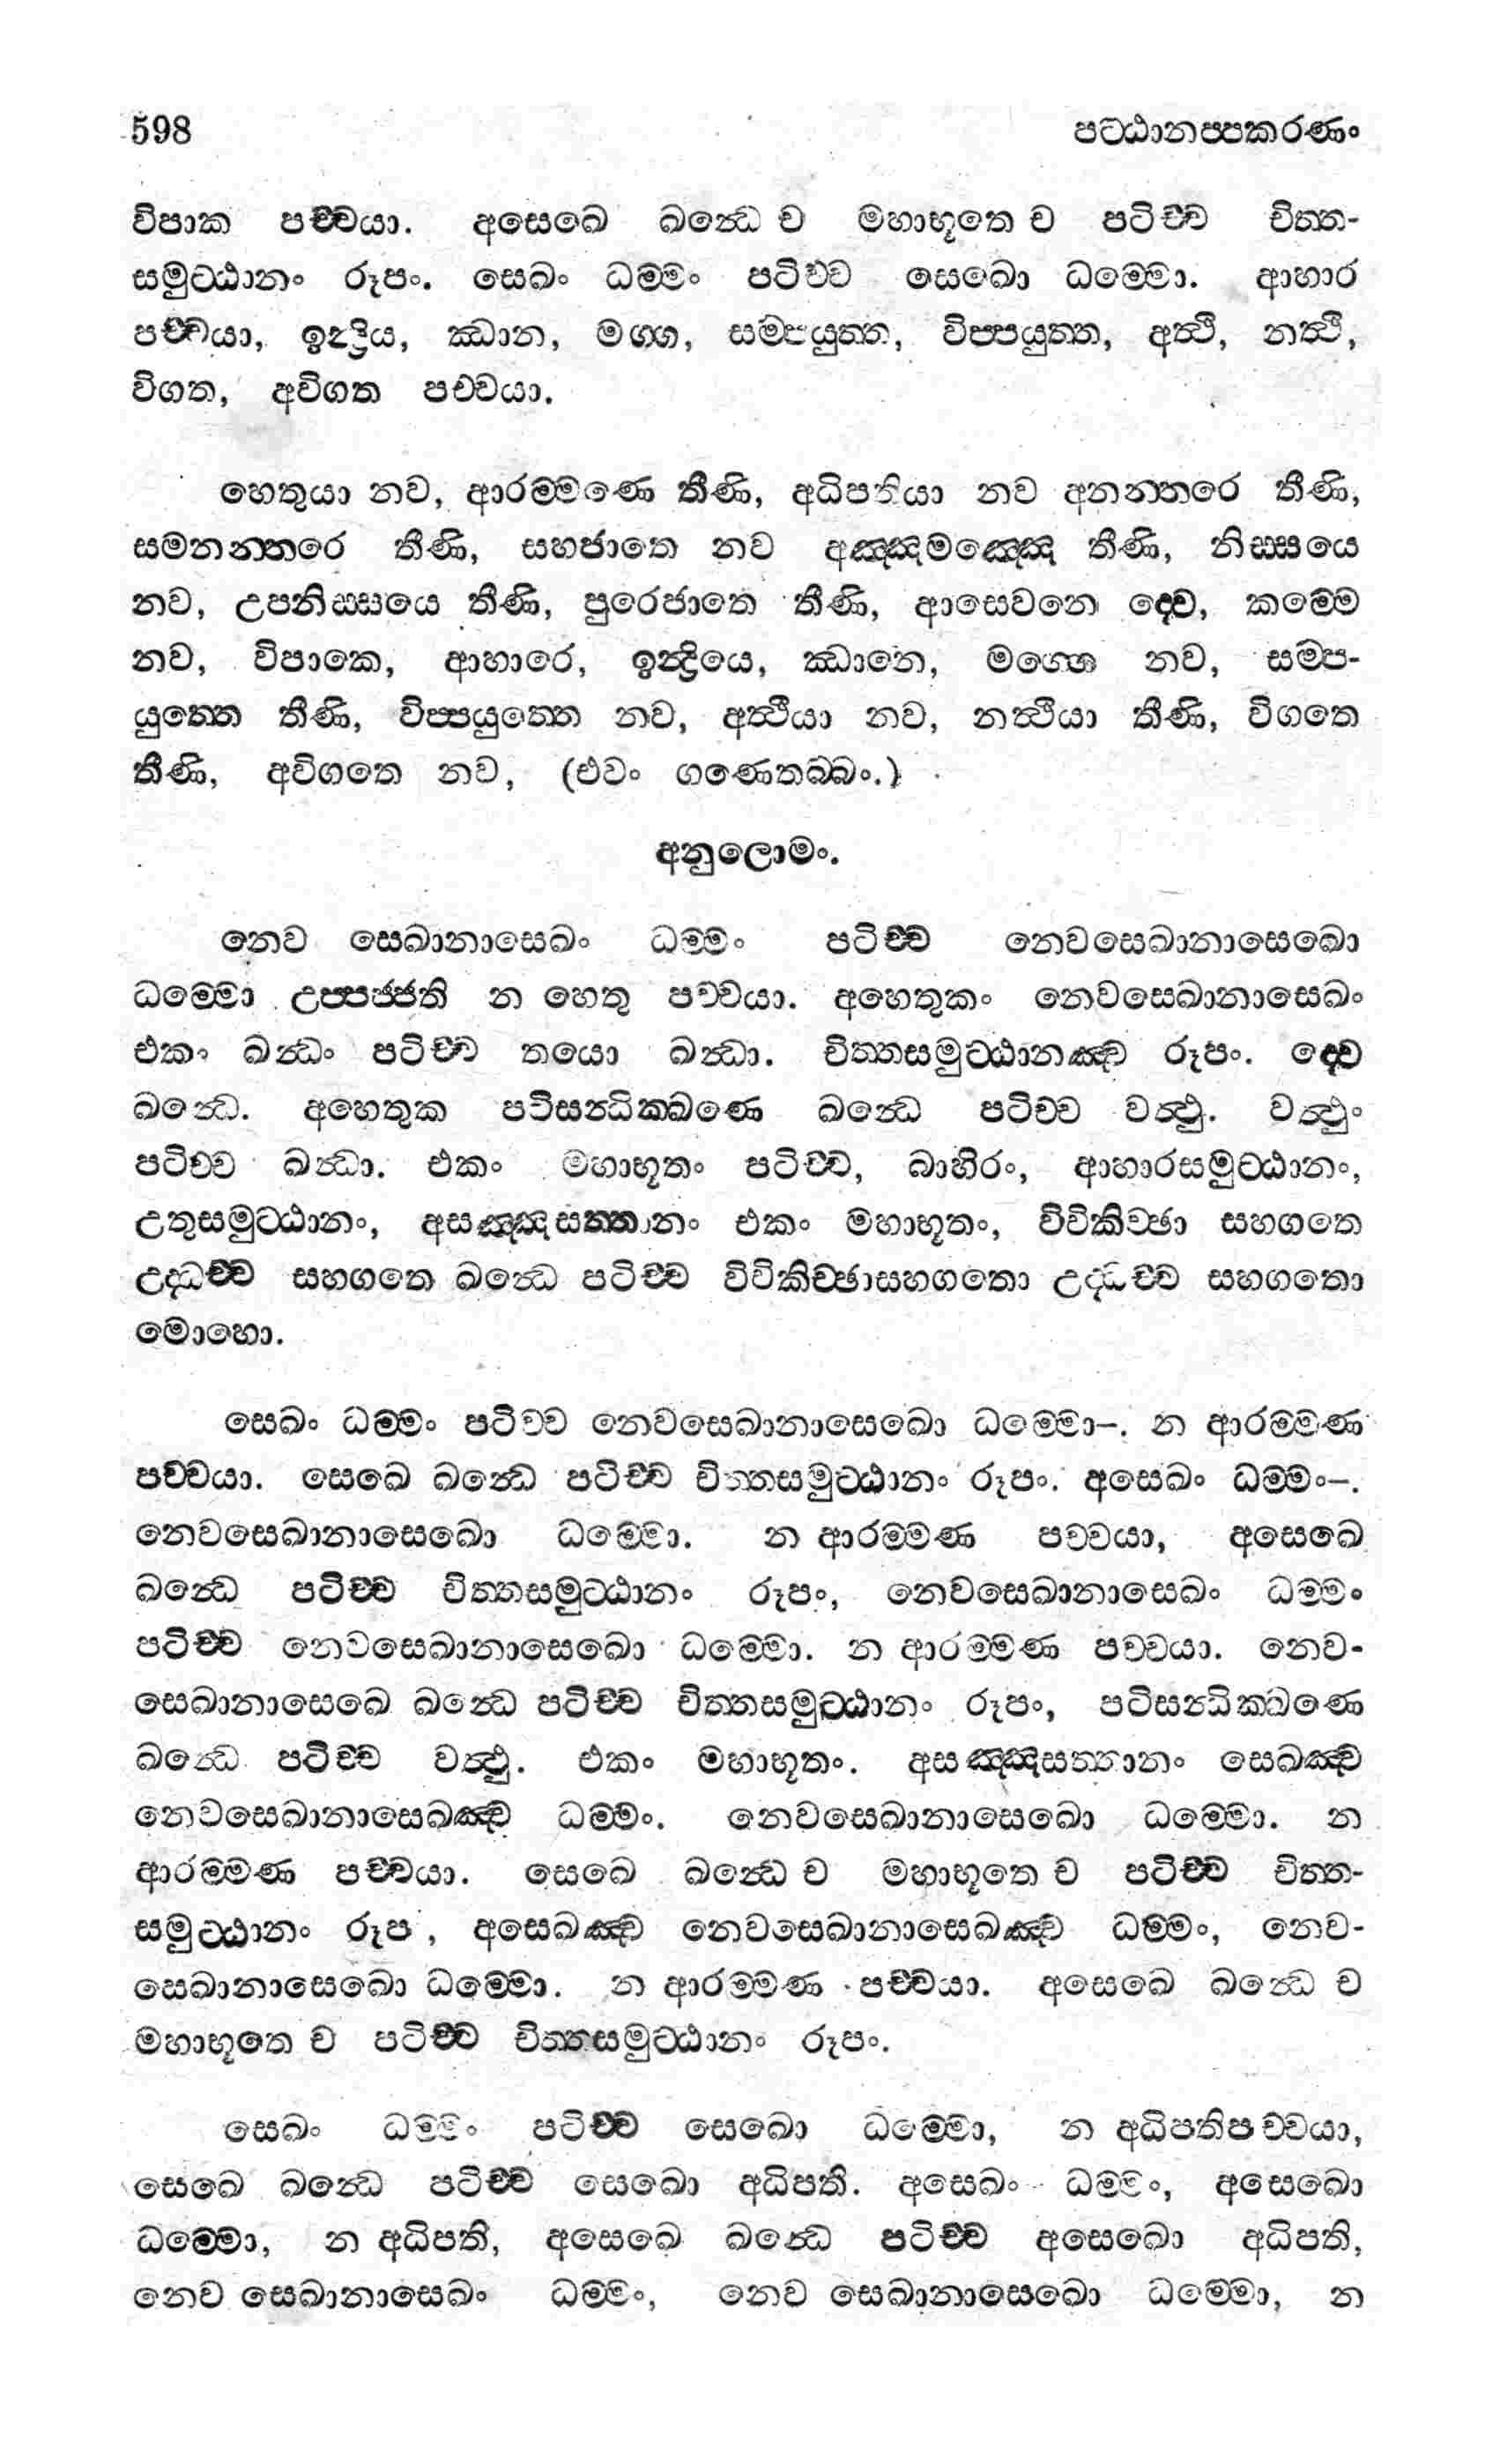 598 පට්ඨානප්පකරණං
විපාක පච්චයා. අසෙඛෙ ඛන්ධෙ ච මහාභූතෙ ච පටිච්ච චිත්ත-
සමුට්ඨානං රූපං. සෙඛං ධම්මං පටිච්ච සෙඛො ධම්මො. ආහාර
පච්චයා, ඉන්ද්‍රිය, ඣාන, මග්ග, සම්පයුත්ත, විප්පයුත්ත, අත්ථි, නත්ථි,
විගත, අවිගත පච්චයා.
හෙතුයා නව, ආරම්මණෙ තීණි, අධිපතියා නව අනන්තරෙ තීණි,
සමනන්තරෙ තීණි, සහජාතෙ නව අඤ්ඤමඤ්ඤෙ තීණි, නිස්සයෙ
නව, උපනිස්සයෙ තීණි, පුරෙජාතෙ තීණි, ආසෙවනෙ ද්වෙ, කම්මෙ
නව, විපාකෙ, ආහාරෙ, ඉන්ද්‍රියෙ, ඣානෙ, මග්ගෙ නව, සම්ප-
යුත්තෙ තීණි, විප්පයුත්තෙ නව, අත්ථියා නව, නත්ථියා තීණි, විගතෙ
තීණි, අවිගතෙ නව, (එවං ගණෙතබ්බං.)
අනුලොමං.
නෙව සෙඛානාසෙඛං ධම්මං පටිච්ච නෙවසෙඛානාසෙඛො
ධම්මො උප්පජ්ජති න හෙතු පච්චයා. අහෙතුකං නෙවසෙඛානාසෙඛං
එකං ඛන්ධං පටිච්ච තයො ඛන්ධා. චිත්තසමුට්ඨානඤ්ච රූපං. ද්වෙ
ඛන්ධෙ. අහෙතුක පටිසන්ධික්ඛණෙ ඛන්ධෙ පටිච්ච වත්ථු. වත්ථුං
පටිච්ච ඛන්ධා. එකං මහාභූතං පටිච්ච, බාහිරං, ආහාරසමුට්ඨානං,
උතුසමුට්ඨානං, අසඤ්ඤසත්තානං එකං මහාභූතං, විචිකිච්ඡා සහගතෙ
උද්ධච්ච සහගතෙ ඛන්ධෙ පටිච්ච විචිකිච්ඡාසහගතො උද්ධච්ච සහගතො
මොහො.
සෙඛං ධම්මං පටිච්ච නෙවසෙඛානාසෙඛො ධම්මො–. න ආරම්මණ
පච්චයා. සෙඛෙ ඛන්ධෙ පටිච්ච චිත්තසමුට්ඨානං රූපං. අසෙඛං ධම්මං–.
නෙවසෙඛානාසෙඛො ධම්මො. න ආරම්මණ පච්චයා, අසෙඛෙ
ඛන්ධෙ පටිච්ච චිත්තසමුට්ඨානං රූපං, නෙවසෙඛානාසෙඛං ධම්මං
පටිච්ච නෙවසෙඛානාසෙඛො ධම්මො. න ආරම්මණ පච්චයා. නෙව-
සෙඛානාසෙඛෙ ඛන්ධෙ පටිච්ච චිත්තසමුට්ඨානං රූපං, පටිසන්ධික්ඛණෙ
ඛන්ධෙ පටිච්ච වත්ථු. එකං මහාභූතං. අසඤ්ඤසත්තානං සෙඛඤ්ච
නෙවසෙඛානාසෙඛඤ්ච ධම්මං. නෙවසෙඛානාසෙඛො ධම්මො. න
ආරම්මණ පච්චයා. සෙඛෙ ඛන්ධෙ ච මහාභූතෙ ච පටිච්ච චිත්ත-
සමුට්ඨානං රූප , අසෙඛඤ්ච නෙවසෙඛානාසෙඛඤ්ච ධම්මං, නෙව-
සෙඛානාසෙඛො ධම්මො. න ආරම්මණ පච්චයා. අසෙඛෙ ඛන්ධෙ ච
මහාභූතෙ ච පටිච්ච චිත්තසමුට්ඨානං රූපං.
සෙඛං ධම්මං පටිච්ච සෙඛො ධම්මො, න අධිපතිපච්චයා,
සෙඛෙ ඛන්ධෙ පටිච්ච සෙඛො අධිපති. අසෙඛං ධම්මං, අසෙඛො
ධම්මො, න අධිපති, අසෙඛෙ ඛන්ධෙ පටිච්ච අසෙඛො අධිපති,
නෙව සෙඛානාසෙඛං ධම්මං, නෙව සෙඛානාසෙඛො ධම්මො, න